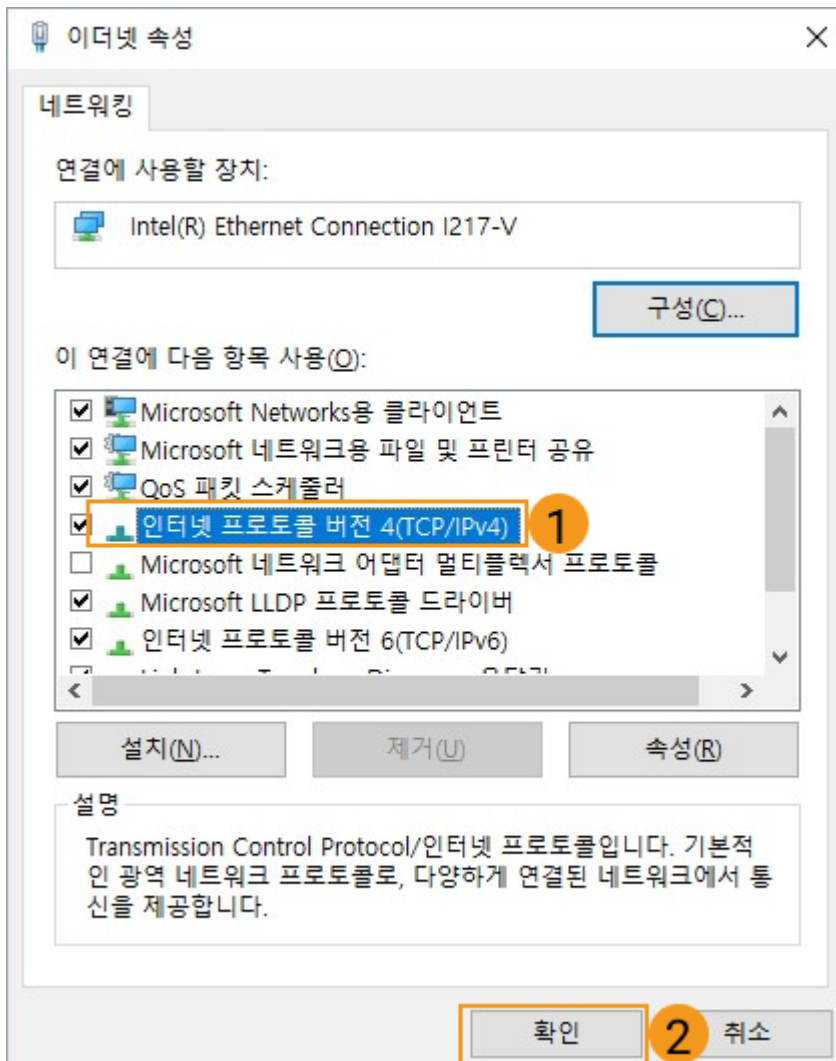 이더넷 속성
네트워킹
연결에 사용할 장치:
Intel(R) Ethernet Connection I217-V
구성(C)...
이 연결에 다음 항목 사용(O):
Microsoft Networks용 클라이언트
Microsoft 네트워크용 파일 및 프린터 공유
QoS 패킷 스케줄러
인터넷 프로토콜 버전 4(TCP/IPv4) 1
Microsoft 네트워크 어댑터 멀티플렉서 프로토콜
Microsoft LLDP 프로토콜 드라이버
인터넷 프로토콜 버전 6(TCP/IPv6)
설치(N)... 제거(U) 속성(R)
설명
Transmission Control Protocol/인터넷 프로토콜입니다. 기본적
인 광역 네트워크 프로토콜로, 다양하게 연결된 네트워크에서 통
신을 제공합니다.
확인 2 취소